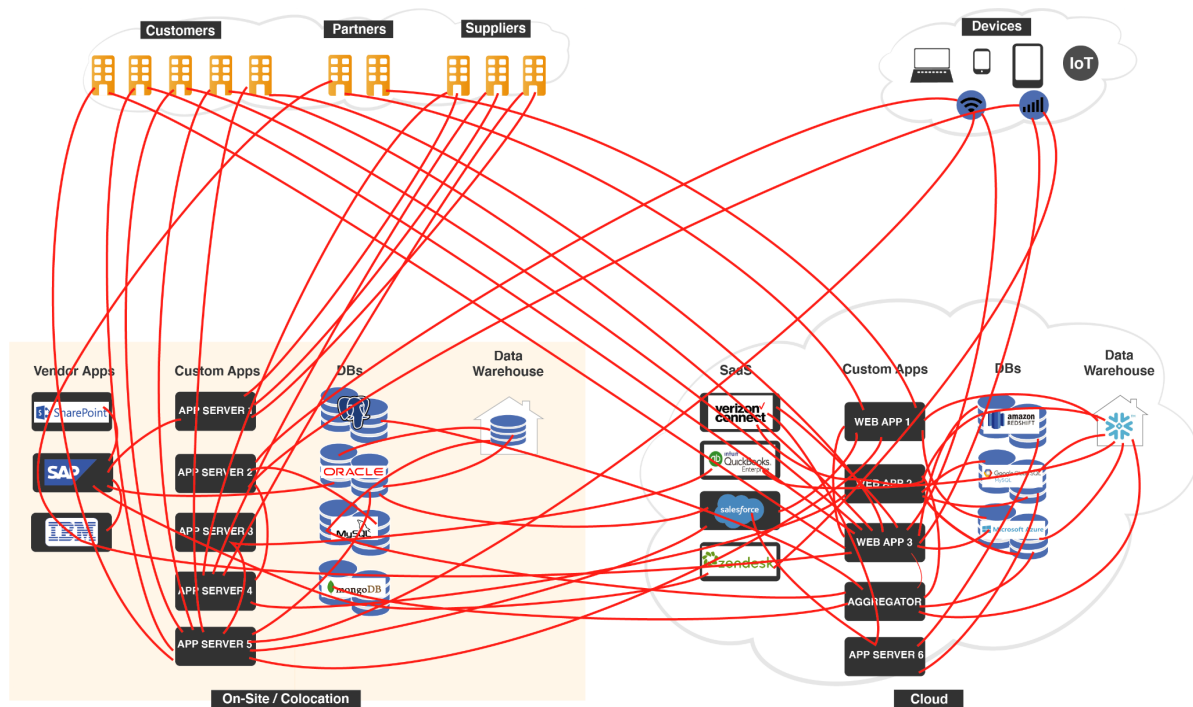 Customers
Partners
Suppliers
Devices
IoT
Vendor Apps
Custom Apps
DBs
Data
Warehouse
SaaS
Custom Apps
DBs
Data
Warehouse
SharePoint
SAP
IBM
APP SERVER 1
APP SERVER 2
APP SERVER 3
APP SERVER 4
APP SERVER 5
ORACLE
MySQL
mongoDB
verizon
connect
intuit
QuickBooks
Enterprise
salesforce
zendesk
WEB APP 1
WEB APP 2
WEB APP 3
AGGREGATOR
APP SERVER 6
amazon
REDSHIFT
MySQL
Microsoft Azure
On-Site / Colocation
Cloud